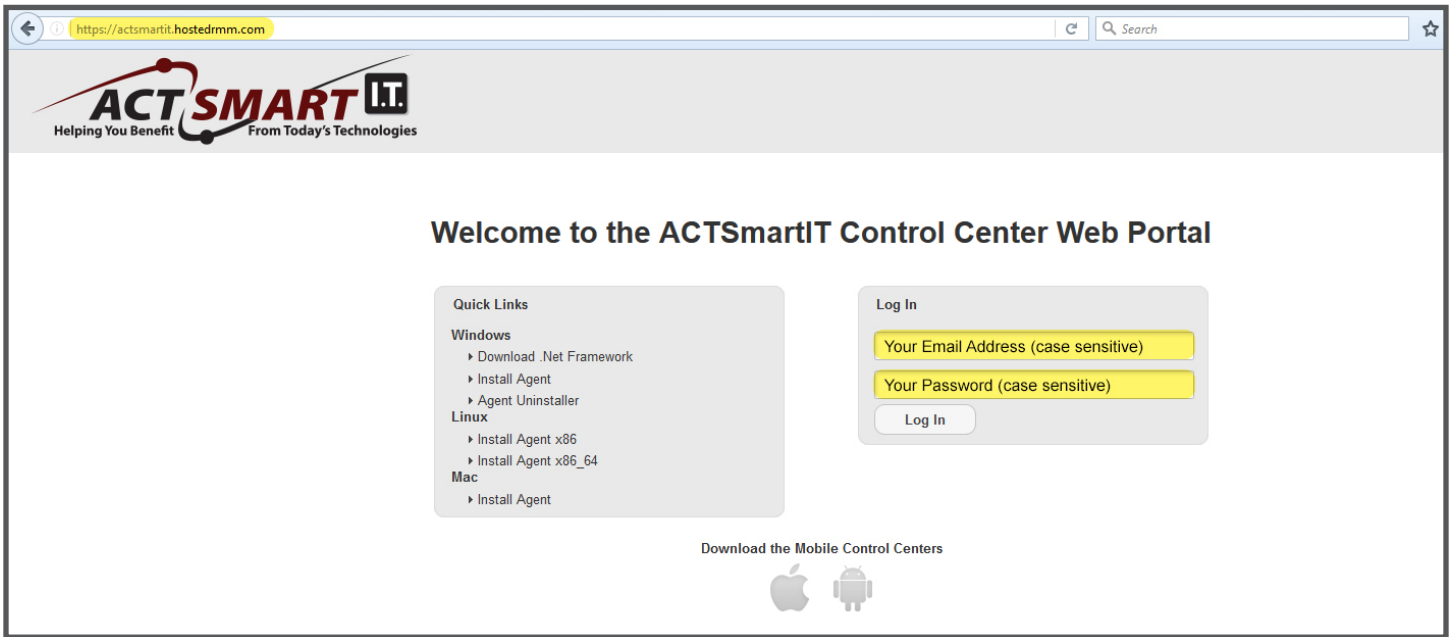 https://actsmartit.hostedrmm.com
Search
ACTSMART I.T.
Helping You Benefit From Today's Technologies
Welcome to the ACTSmartIT Control Center Web Portal
Quick Links
Windows
Download .Net Framework
Install Agent
Agent Uninstaller
Linux
Install Agent x86
Install Agent x86_64
Mac
Install Agent
Log In
Your Email Address (case sensitive)
Your Password (case sensitive)
Log In
Download the Mobile Control Centers